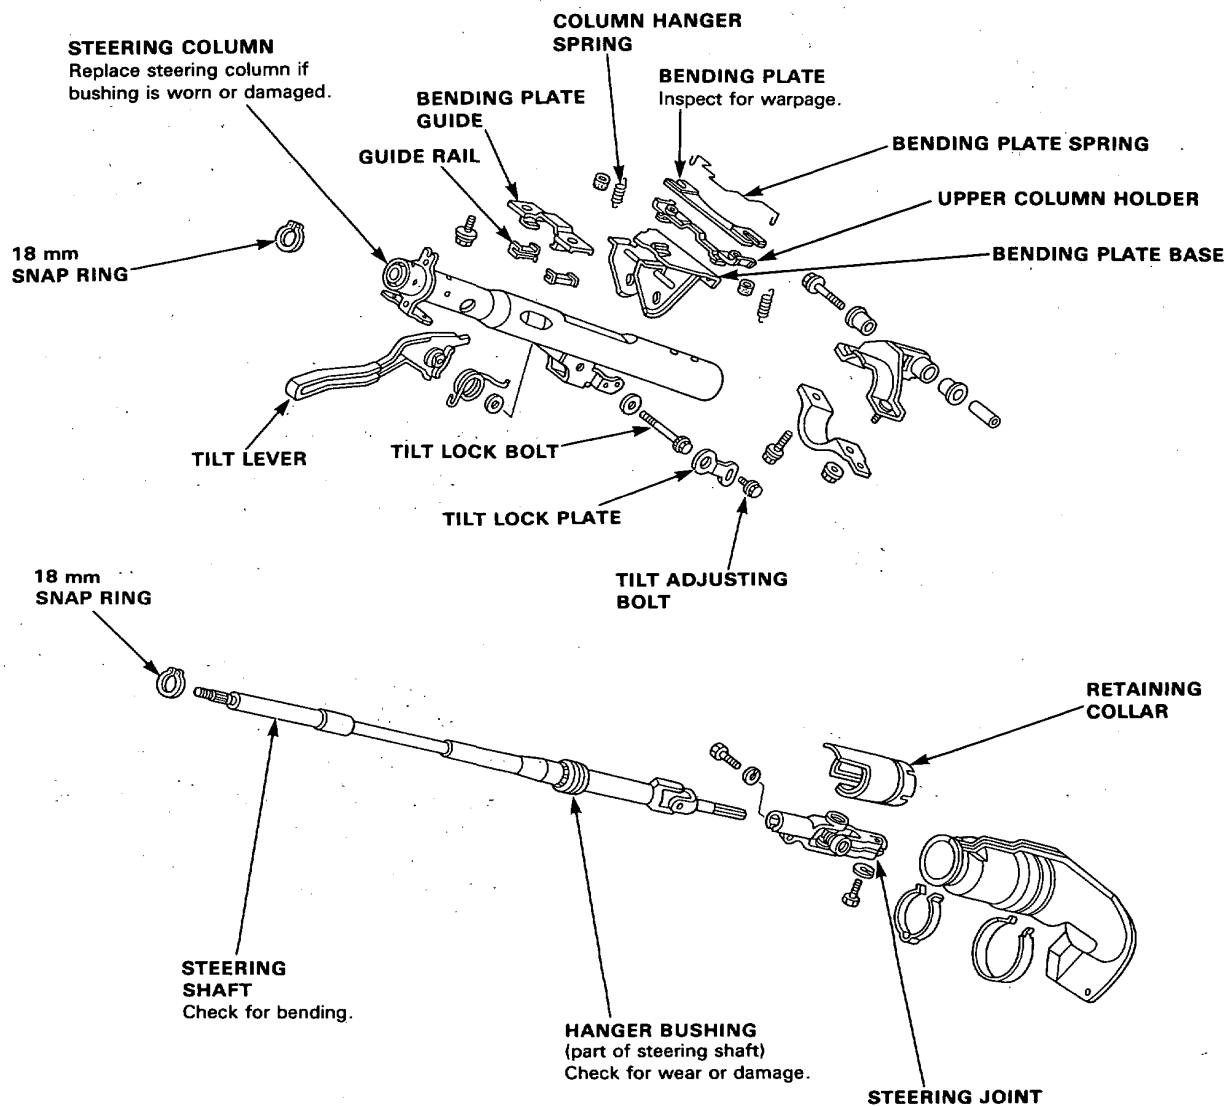 COLUMN HANGER
SPRING
STEERING COLUMN
Replace steering column if
bushing is worn or damaged.
BENDING PLATE
Inspect for warpage.
BENDING PLATE
GUIDE
GUIDE RAIL
BENDING PLATE SPRING
UPPER COLUMN HOLDER
BENDING PLATE BASE
18 mm
SNAP RING
TILT LEVER
TILT LOCK BOLT
TILT LOCK PLATE
TILT ADJUSTING
BOLT
18 mm
SNAP RING
RETAINING
COLLAR
STEERING
SHAFT
Check for bending.
HANGER BUSHING
(part of steering shaft)
Check for wear or damage.
STEERING JOINT